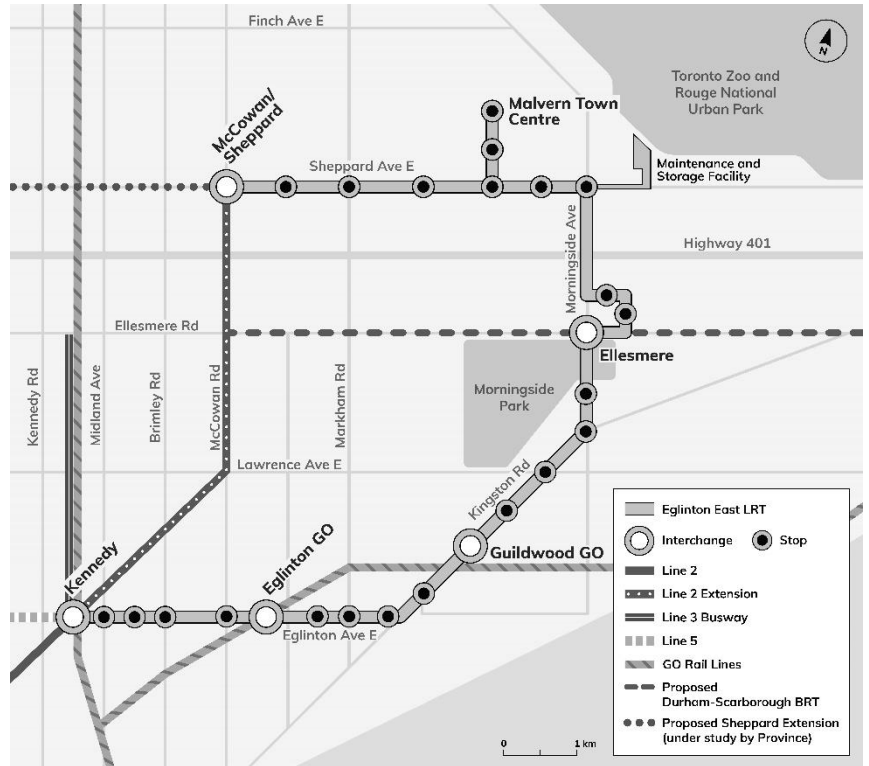 Finch Ave E
N
Toronto Zoo and
Rouge National
Urban Park
McCowan/
Sheppard
Malvern Town
Centre
Sheppard Ave E
Maintenance and
Storage Facility
Morningside Ave
Highway 401
Ellesmere Rd
Ellesmere
Kennedy Rd
Midland Ave
Brimley Rd
McCowan Rd
Markham Rd
Morningside
Park
Lawrence Ave E
Kingston Rd
Kennedy
Eglinton GO
Guildwood GO
Eglinton Ave E
Eglinton East LRT
Interchange
Stop
Line 2
Line 2 Extension
Line 3 Busway
Line 5
GO Rail Lines
Proposed
Durham-Scarborough BRT
Proposed Sheppard Extension
(under study by Province)
0 1 km